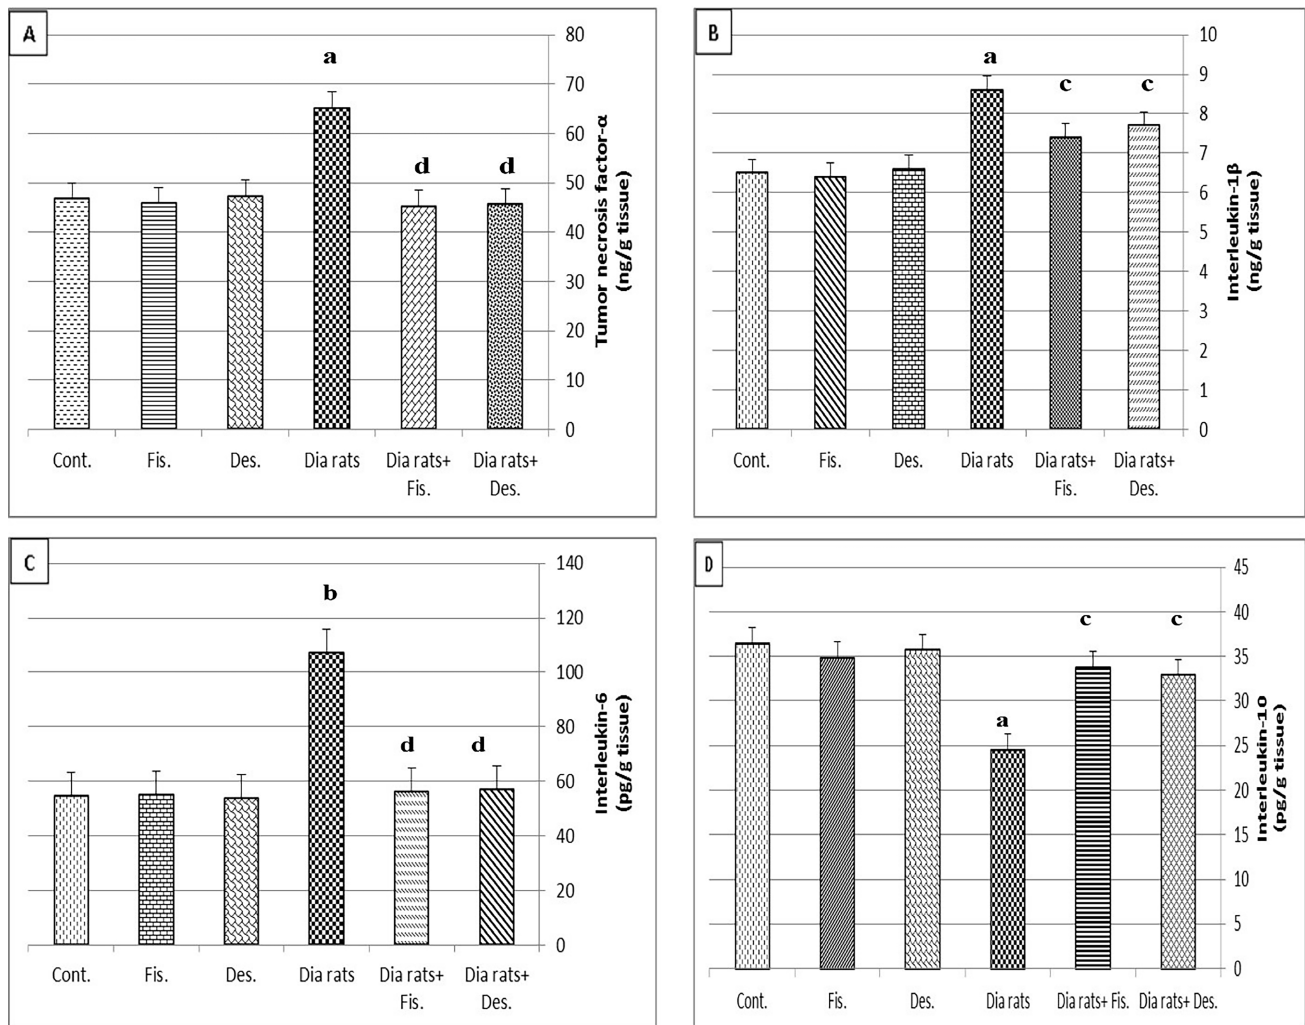 A
80
70
60
50
40
30
20
10
0
a
d
d
Tumor necrosis factor-α
(ng/g tissue)
Cont.
Fis.
Des.
Dia rats
Dia rats+
Fis.
Dia rats+
Des.
B
10
9
8
7
6
5
4
3
2
1
0
a
c
c
Interleukin-1β
(ng/g tissue)
Cont.
Fis.
Des.
Dia rats
Dia rats+
Fis.
Dia rats+
Des.
C
140
120
100
80
60
40
20
0
b
d
d
Interleukin-6
(pg/g tissue)
Cont.
Fis.
Des.
Dia rats
Dia rats+
Fis.
Dia rats+
Des.
D
45
40
35
30
25
20
15
10
5
0
a
c
c
Interleukin-10
(pg/g tissue)
Cont.
Fis.
Des.
Dia rats
Dia rats+ Fis.
Dia rats+ Des.